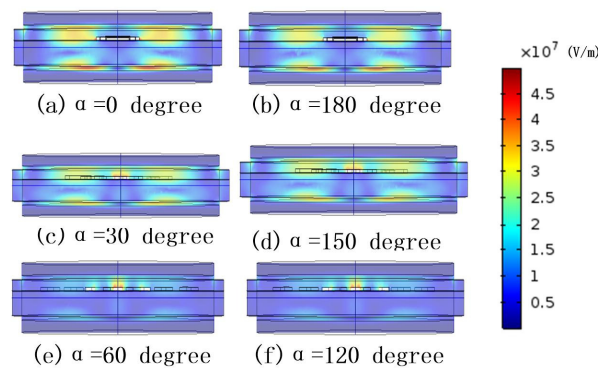 ×10⁷ (V/m)
4.5
4
3.5
3
2.5
2
1.5
1
0.5
(a) α =0 degree
(b) α =180 degree
(c) α =30 degree
(d) α =150 degree
(e) α =60 degree
(f) α =120 degree